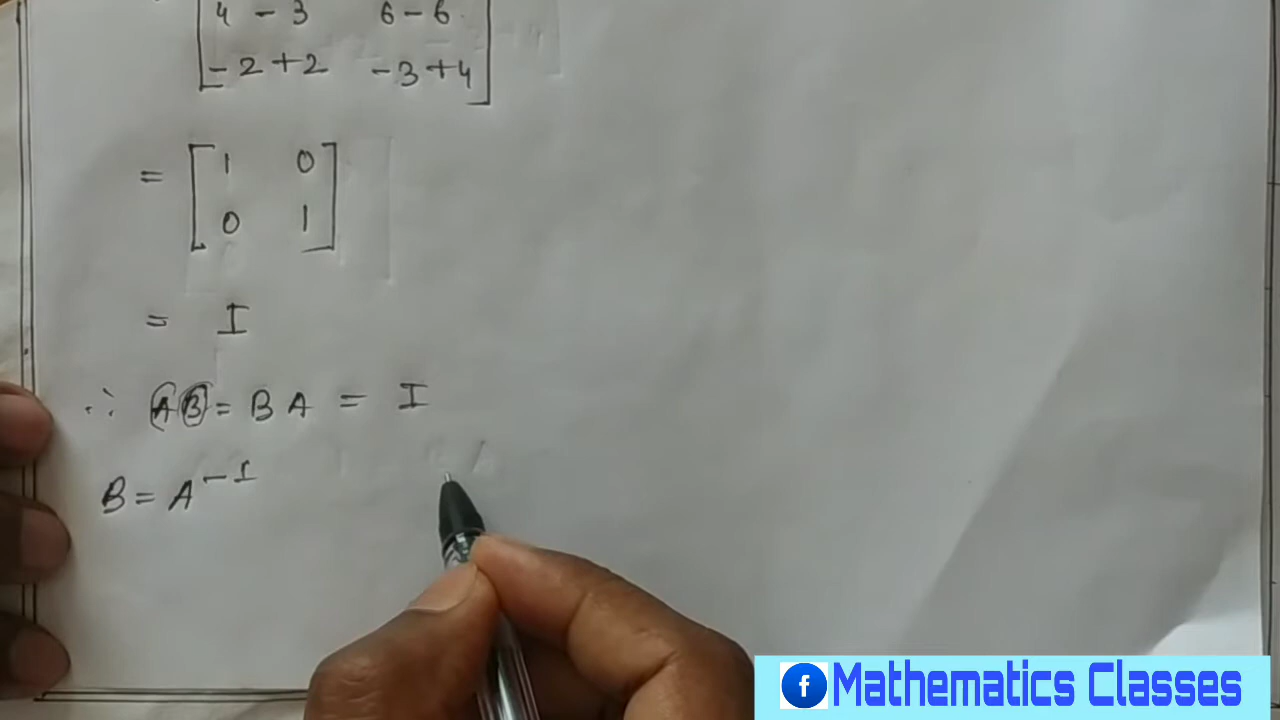 4 - 3 6 - 6
- 2 + 2 - 3 + 4
= 1 0
0 1
= I
∴ AB = BA = I
B = A⁻¹
f Mathematics Classes